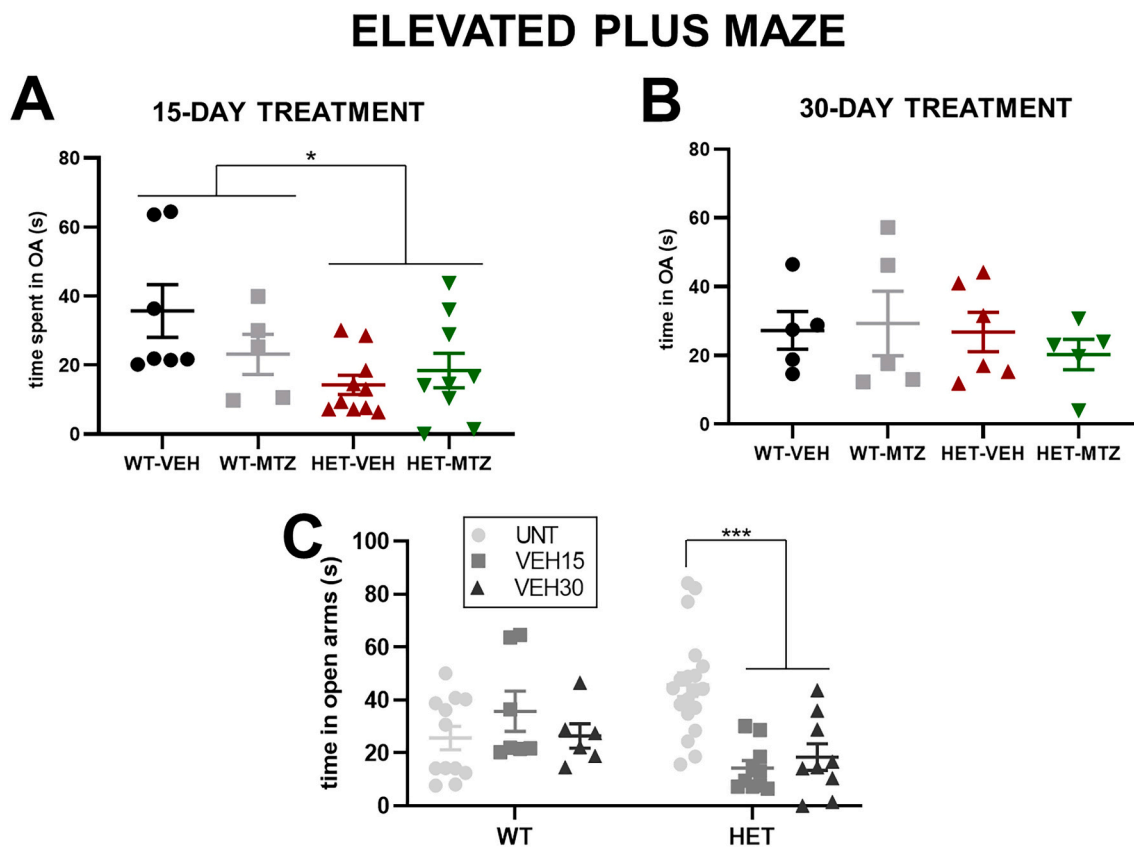 ELEVATED PLUS MAZE
A
15-DAY TREATMENT
time spent in OA (s)
80
60
40
20
0
*
WT-VEH WT-MTZ HET-VEH HET-MTZ
B
30-DAY TREATMENT
time in OA (s)
80
60
40
20
0
WT-VEH WT-MTZ HET-VEH HET-MTZ
C
time in open arms (s)
100
80
60
40
20
0
UNT
VEH15
VEH30
***
WT HET